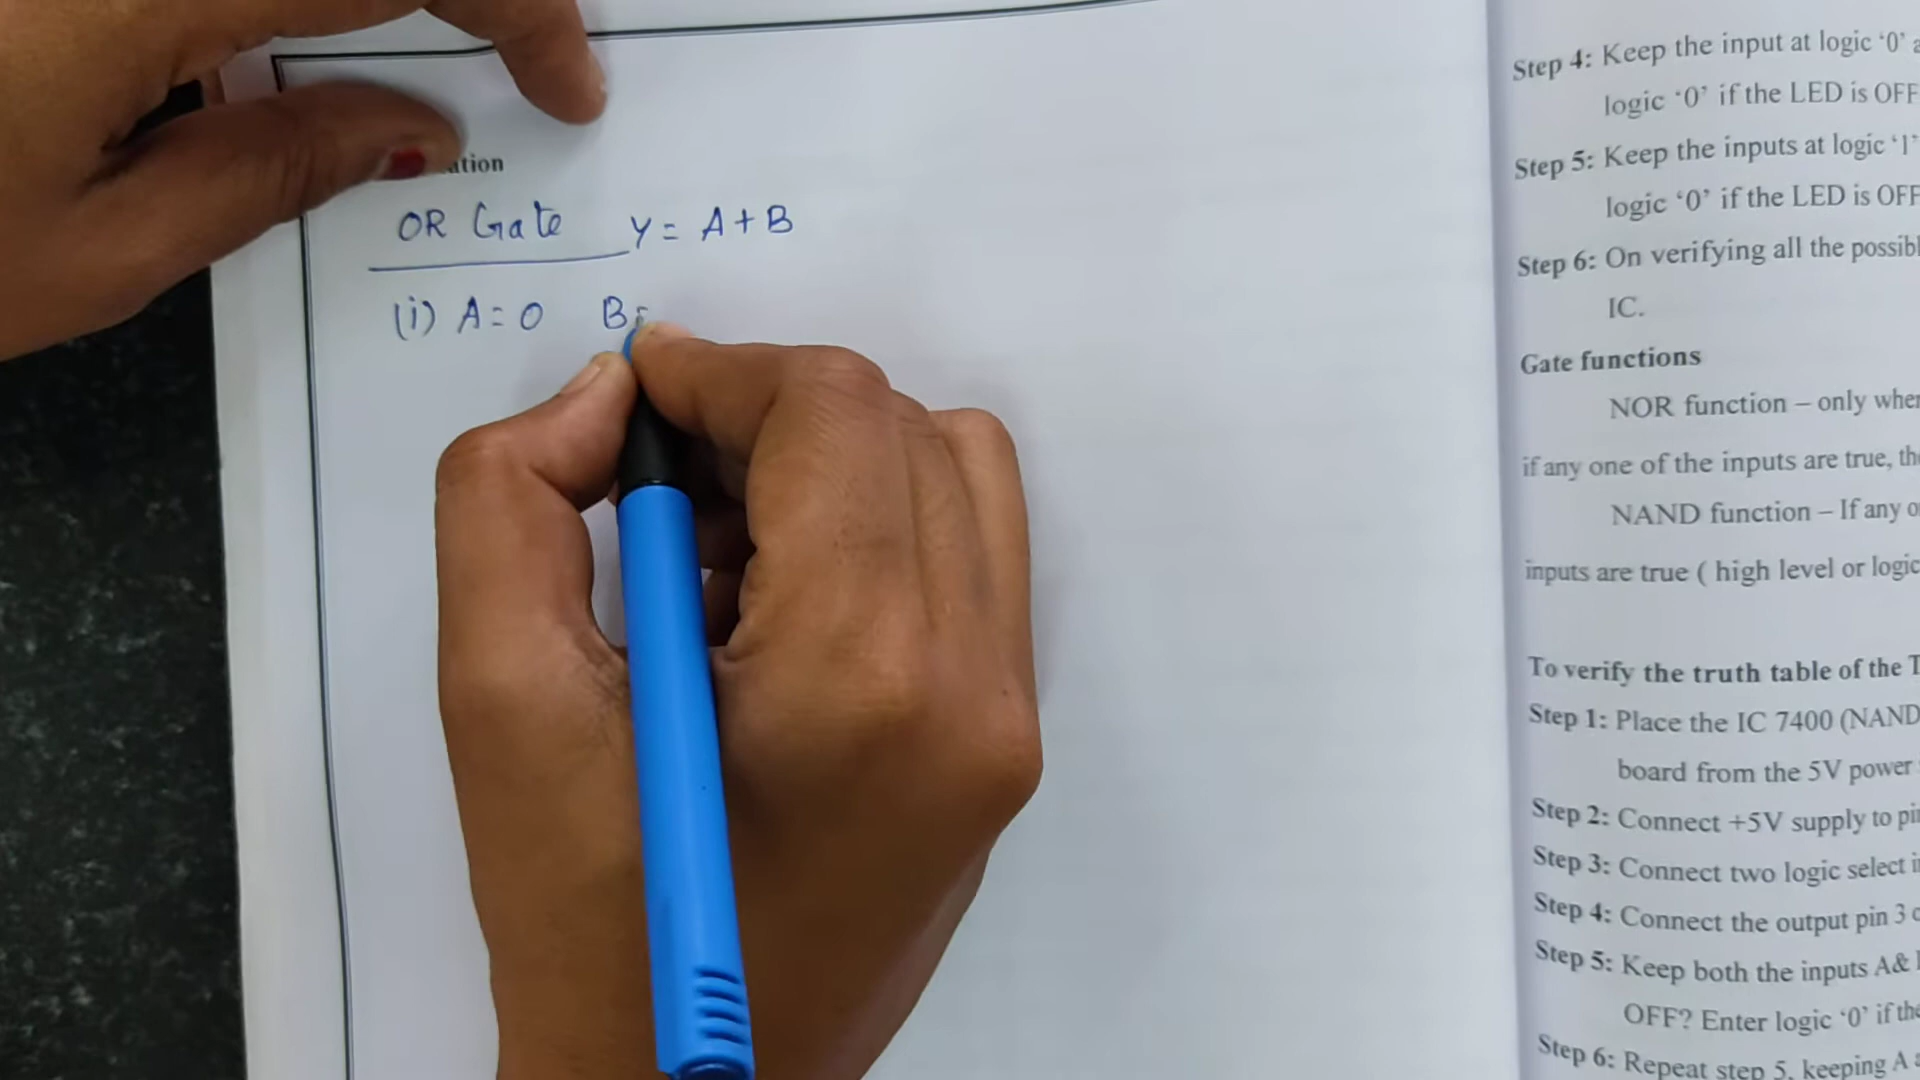 OR Gate Y = A + B
(i) A = 0 B =
Step 4: Keep the input at logic ‘0’
logic ‘0’ if the LED is OFF
Step 5: Keep the inputs at logic ‘1’
logic ‘0’ if the LED is OFF
Step 6: On verifying all the
IC.
Gate functions
NOR function – only
if any one of the inputs are true,
NAND function – If any
inputs are true ( high level or logic
To verify the truth table of the
Step 1: Place the IC 7400 (NAND
board from the 5V power
Step 2: Connect +5V supply to
Step 3: Connect two logic select
Step 4: Connect the output pin 3
Step 5: Keep both the inputs A&
OFF? Enter logic ‘0’ if the
Step 6: Repeat step 5, keeping A